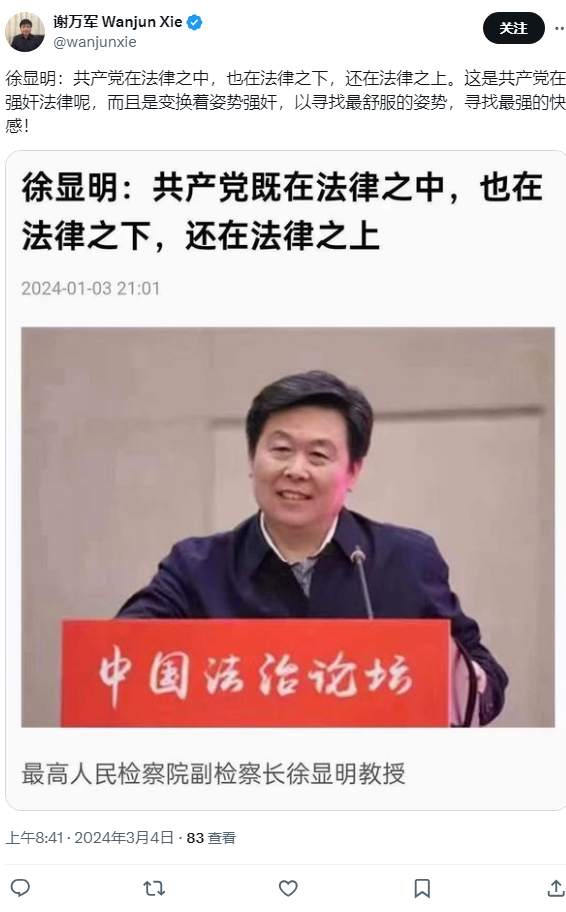 谢万军 Wanjun Xie
@wanjunxie
关注
徐显明：共产党在法律之中，也在法律之下，还在法律之上。这是共产党在
强奸法律呢，而且是变换着姿势强奸，以寻找最舒服的姿势，寻找最强的快
感！
徐显明：共产党既在法律之中，也在
法律之下，还在法律之上
2024-01-03 21:01
中国法治论坛
最高人民检察院副检察长徐显明教授
上午8:41 · 2024年3月4日 · 83 查看